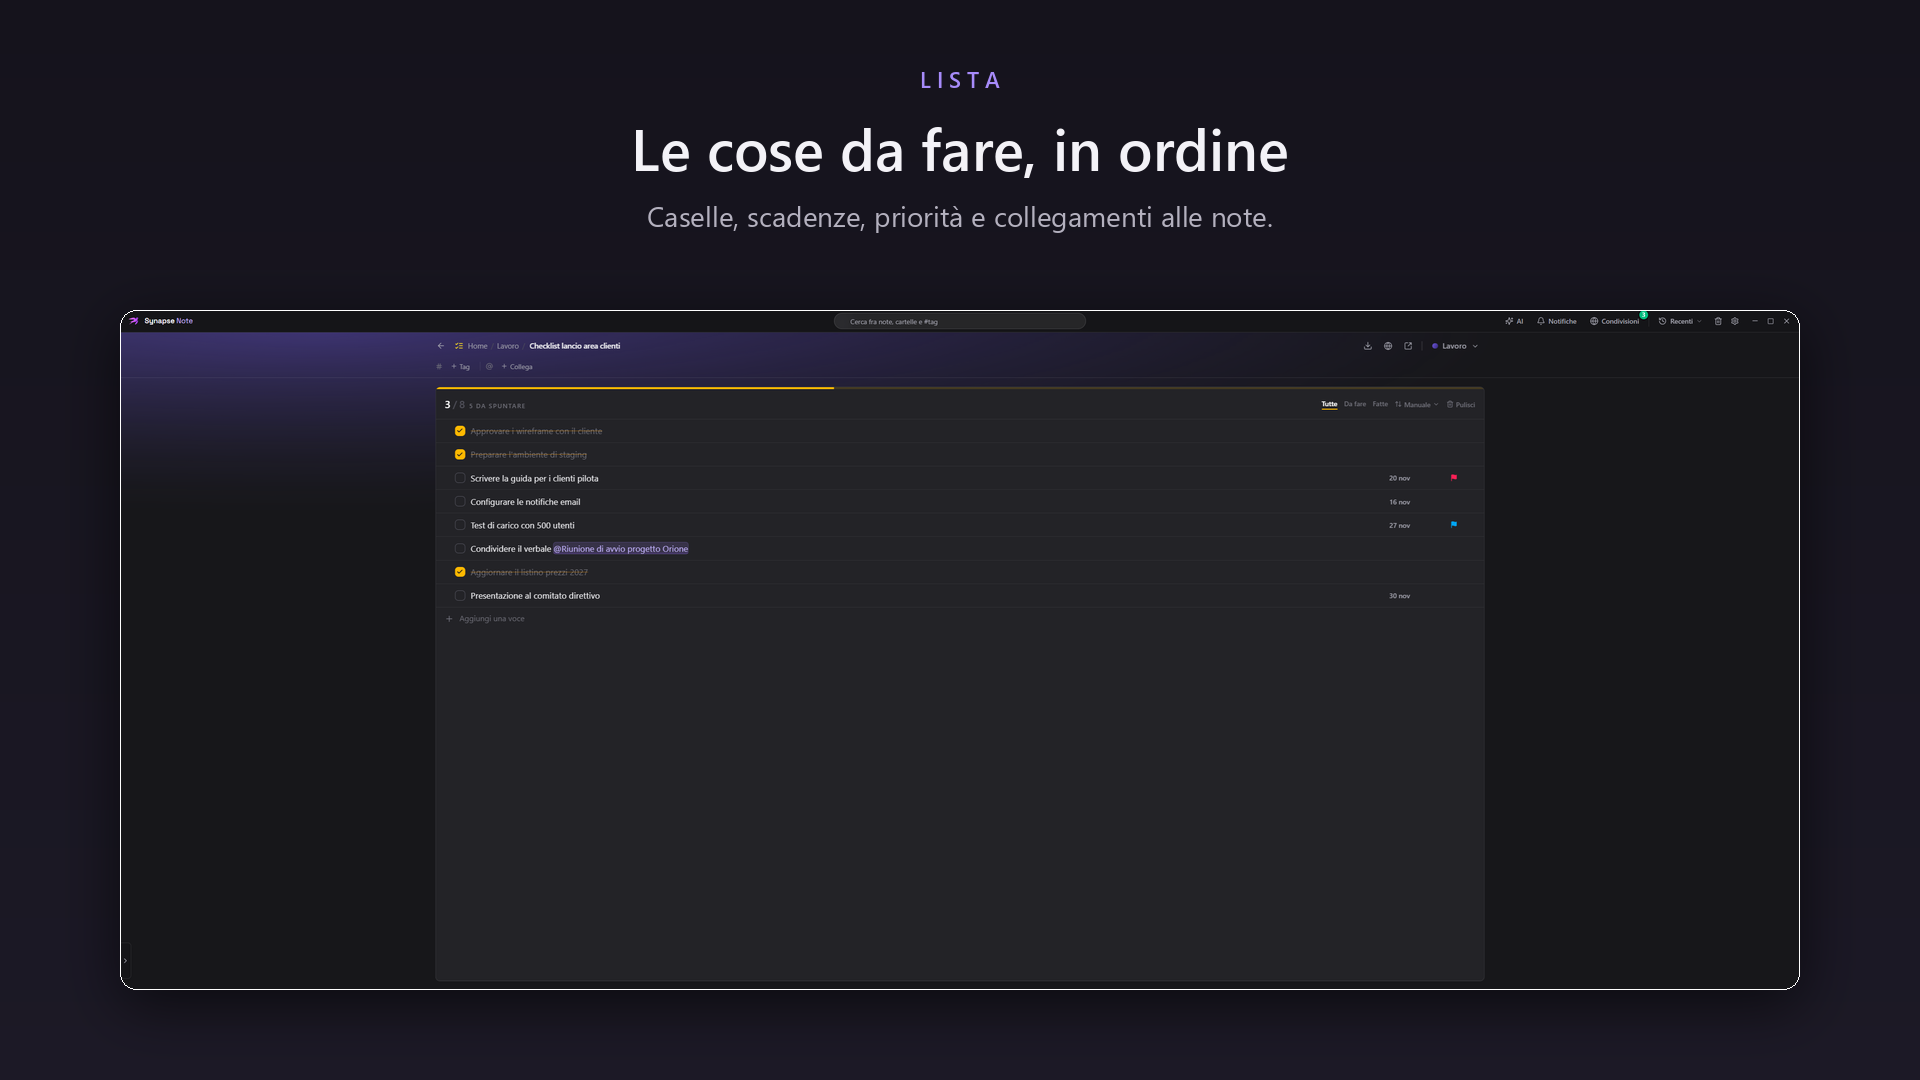 LISTA
Le cose da fare, in ordine
Caselle, scadenze, priorità e collegamenti alle note.
Synapse Note
Cerca fra note, cartelle e #tag
AI Notifiche Condivisioni 3 Recenti
Home / Lavoro / Checklist lancio area clienti
Lavoro
# + Tag @ + Collega
3 / 8 5 DA SPUNTARE
Tutte Da fare Fatte Manuale Pulisci
Approvare i wireframe con il cliente
Preparare l'ambiente di staging
Scrivere la guida per i clienti pilota 20 nov
Configurare le notifiche email 16 nov
Test di carico con 500 utenti 27 nov
Condividere il verbale @Riunione di avvio progetto Orione
Aggiornare il listino prezzi 2027
Presentazione al comitato direttivo 30 nov
+ Aggiungi una voce